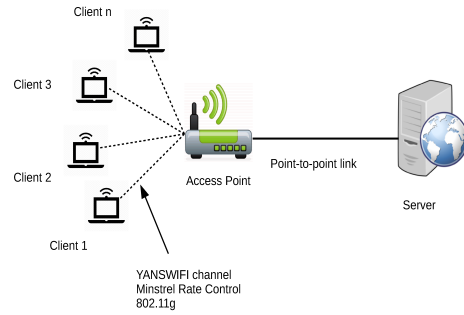 Client n
Client 3
Client 2
Client 1
Access Point
Point-to-point link
Server
YANSWIFI channel
Minstrel Rate Control
802.11g